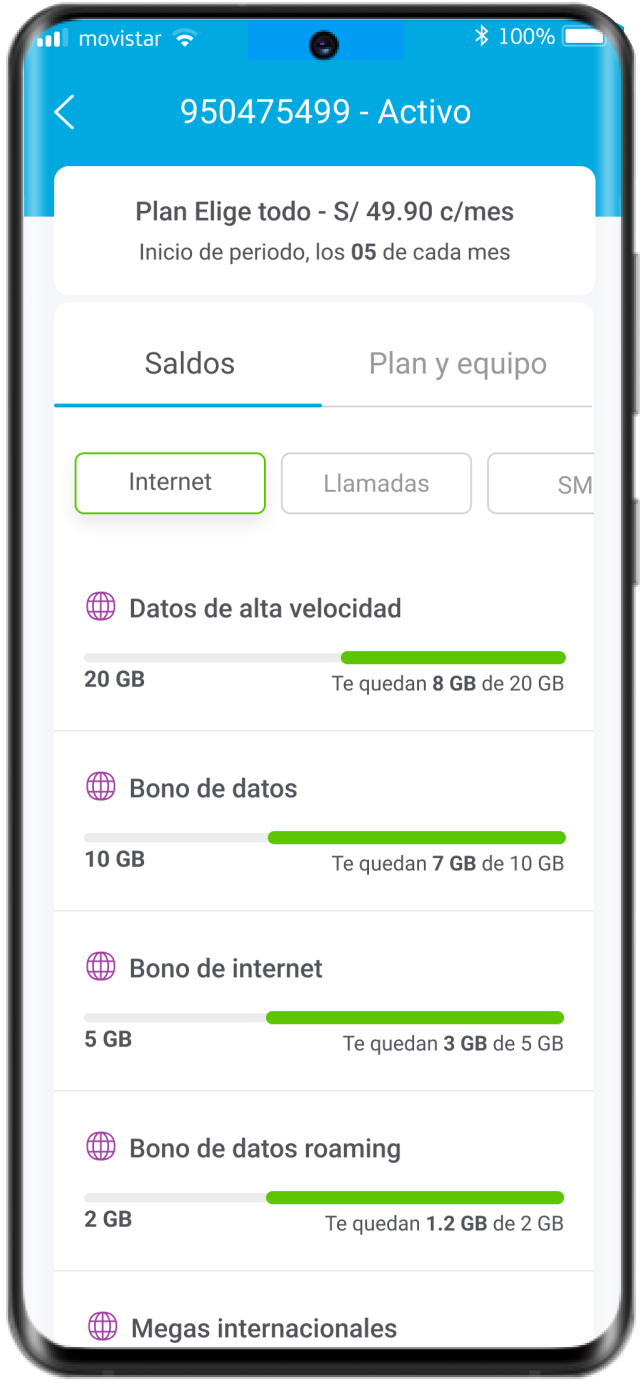 movistar 100%
950475499 - Activo
Plan Elige todo - S/ 49.90 c/mes
Inicio de periodo, los 05 de cada mes
Saldos Plan y equipo
Internet Llamadas SM
Datos de alta velocidad
20 GB Te quedan 8 GB de 20 GB
Bono de datos
10 GB Te quedan 7 GB de 10 GB
Bono de internet
5 GB Te quedan 3 GB de 5 GB
Bono de datos roaming
2 GB Te quedan 1.2 GB de 2 GB
Megas internacionales